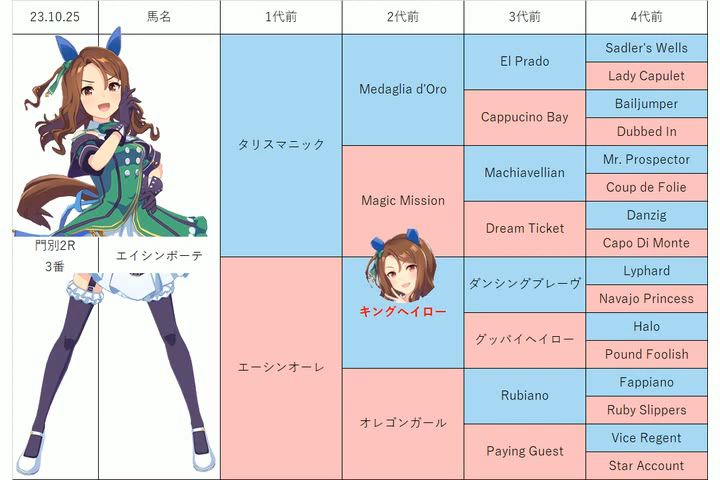 23.10.25
馬名
1代前
2代前
3代前
4代前
門別2R
3番
エイシンボーテ
タリスマニック
エーシンオーレ
Medaglia d'Oro
Magic Mission
キングヘイロー
オレゴンガール
El Prado
Cappucino Bay
Machiavellian
Dream Ticket
ダンシングブレーヴ
グッバイヘイロー
Rubiano
Paying Guest
Sadler's Wells
Lady Capulet
Bailjumper
Dubbed In
Mr. Prospector
Coup de Folie
Danzig
Capo Di Monte
Lyphard
Navajo Princess
Halo
Pound Foolish
Fappiano
Ruby Slippers
Vice Regent
Star Account